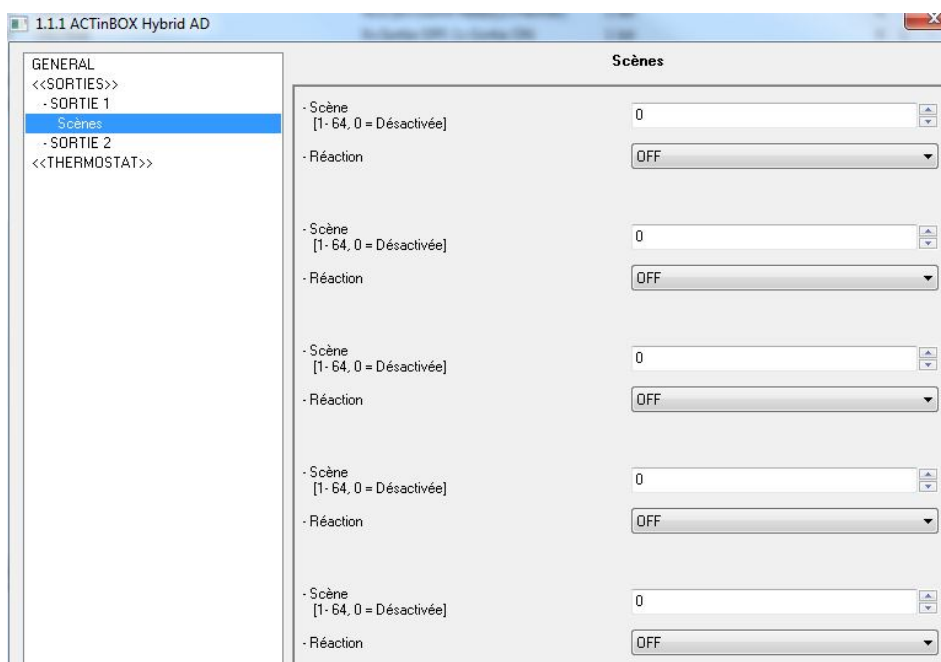 1.1.1 ACTinBOX Hybrid AD
GENERAL
<<SORTIES>>
- SORTIE 1
Scènes
- SORTIE 2
<<THERMOSTAT>>
Scènes
- Scène
[1- 64, 0 = Désactivée]
0
- Réaction
OFF
- Scène
[1- 64, 0 = Désactivée]
0
- Réaction
OFF
- Scène
[1- 64, 0 = Désactivée]
0
- Réaction
OFF
- Scène
[1- 64, 0 = Désactivée]
0
- Réaction
OFF
- Scène
[1- 64, 0 = Désactivée]
0
- Réaction
OFF